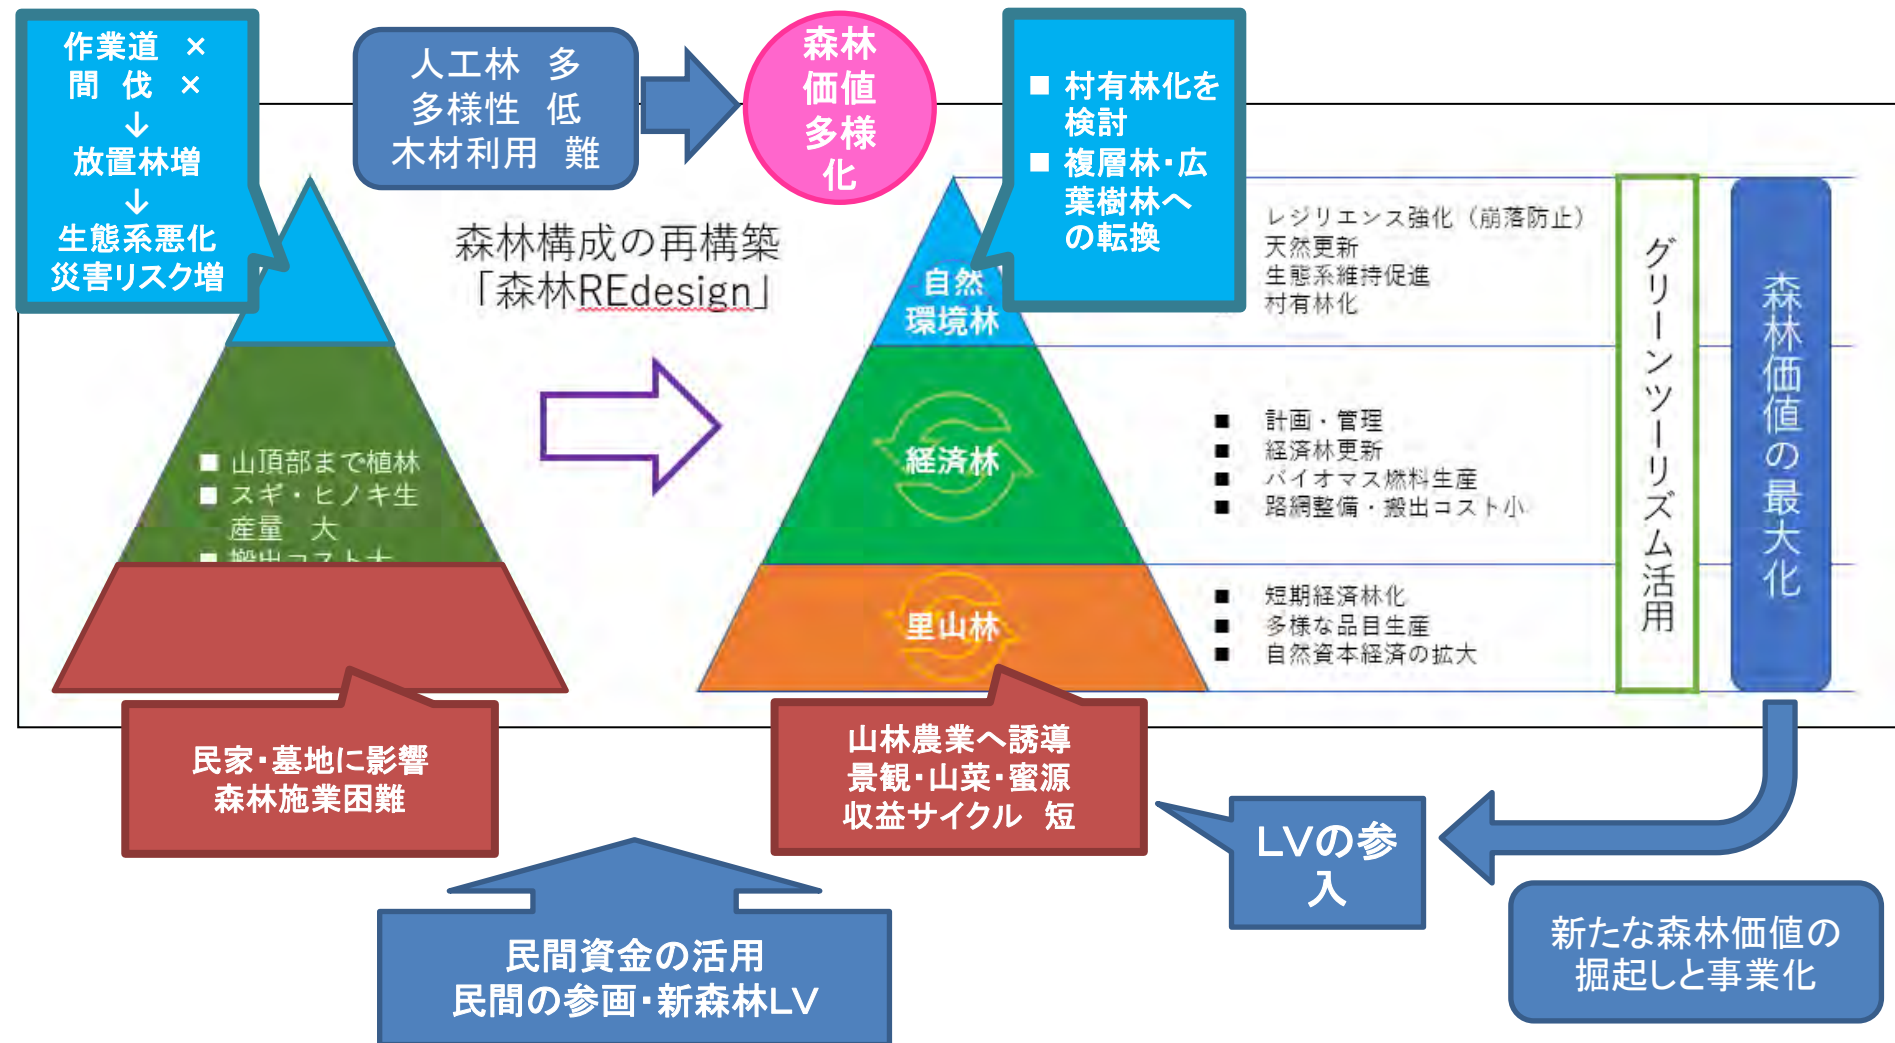 作業道　×
間　伐　×
↓
放置林増
↓
生態系悪化
災害リスク増
人工林　多
多様性　低
木材利用　難
森林
価値
多様
化
■ 村有林化を
検討
■ 複層林・広
葉樹林へ
の転換
森林構成の再構築
「森林REdesign」
■ 山頂部まで植林
■ スギ・ヒノキ生
産量　大
■ 搬出コスト大
民家・墓地に影響
森林施業困難
自然
環境林
経済林
里山林
レジリエンス強化（崩落防止）
天然更新
生態系維持促進
村有林化
■ 計画・管理
■ 経済林更新
■ バイオマス燃料生産
■ 路網整備・搬出コスト小
■ 短期経済林化
■ 多様な品目生産
■ 自然資本経済の拡大
グリーンツーリズム活用
森林価値の最大化
山林農業へ誘導
景観・山菜・蜜源
収益サイクル　短
LVの参
入
新たな森林価値の
掘起しと事業化
民間資金の活用
民間の参画・新森林LV